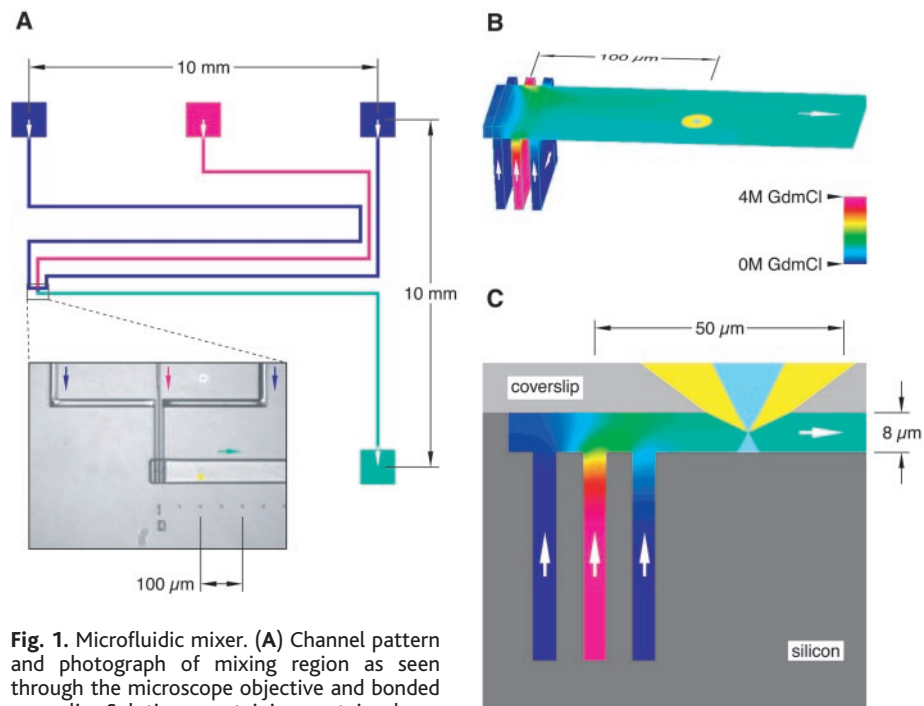 A
10 mm
10 mm
100 µm
Fig. 1. Microfluidic mixer. (A) Channel pattern
and photograph of mixing region as seen
through the microscope objective and bonded
B
100 µm
4M GdmCl
0M GdmCl
C
50 µm
coverslip
8 µm
silicon